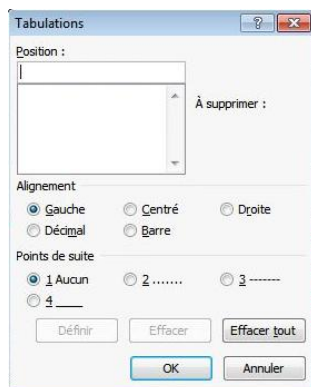 Tabulations
Position :
À supprimer :
Alignement
Gauche Centré Droite
Décimal Barre
Points de suite
1 Aucun 2 ....... 3 -------
4 ____
Définir Effacer Effacer tout
OK Annuler